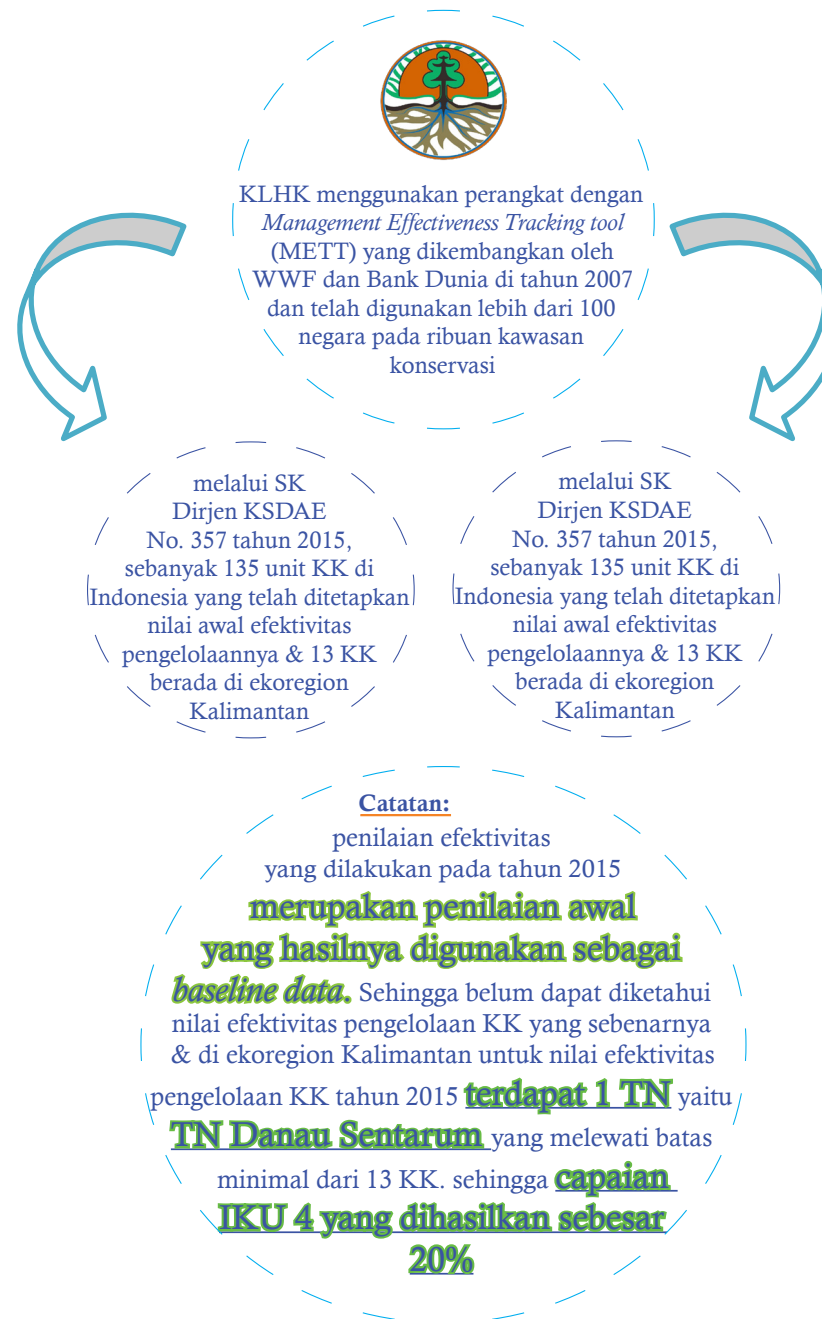 KLHK menggunakan perangkat dengan
Management Effectiveness Tracking tool
(METT) yang dikembangkan oleh
WWF dan Bank Dunia di tahun 2007
dan telah digunakan lebih dari 100
negara pada ribuan kawasan
konservasi
melalui SK
Dirjen KSDAE
No. 357 tahun 2015,
sebanyak 135 unit KK di
Indonesia yang telah ditetapkan
nilai awal efektivitas
pengelolaannya & 13 KK
berada di ekoregion
Kalimantan
melalui SK
Dirjen KSDAE
No. 357 tahun 2015,
sebanyak 135 unit KK di
Indonesia yang telah ditetapkan
nilai awal efektivitas
pengelolaannya & 13 KK
berada di ekoregion
Kalimantan
Catatan:
penilaian efektivitas
yang dilakukan pada tahun 2015
merupakan penilaian awal
yang hasilnya digunakan sebagai
baseline data. Sehingga belum dapat diketahui
nilai efektivitas pengelolaan KK yang sebenarnya
& di ekoregion Kalimantan untuk nilai efektivitas
pengelolaan KK tahun 2015 terdapat 1 TN yaitu
TN Danau Sentarum yang melewati batas
minimal dari 13 KK. sehingga capaian
IKU 4 yang dihasilkan sebesar
20%